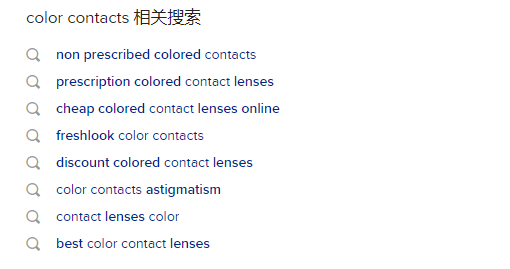 color contacts 相关搜索
non prescribed colored contacts
prescription colored contact lenses
cheap colored contact lenses online
freshlook color contacts
discount colored contact lenses
color contacts astigmatism
contact lenses color
best color contact lenses